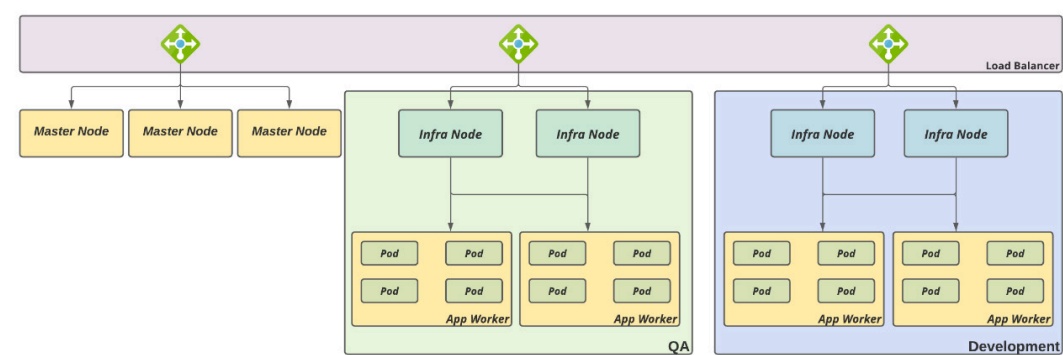 Load Balancer
Master Node
Master Node
Master Node
Infra Node
Infra Node
Infra Node
Infra Node
Pod
Pod
Pod
Pod
App Worker
Pod
Pod
Pod
Pod
App Worker
QA
Pod
Pod
Pod
Pod
App Worker
Pod
Pod
Pod
Pod
App Worker
Development